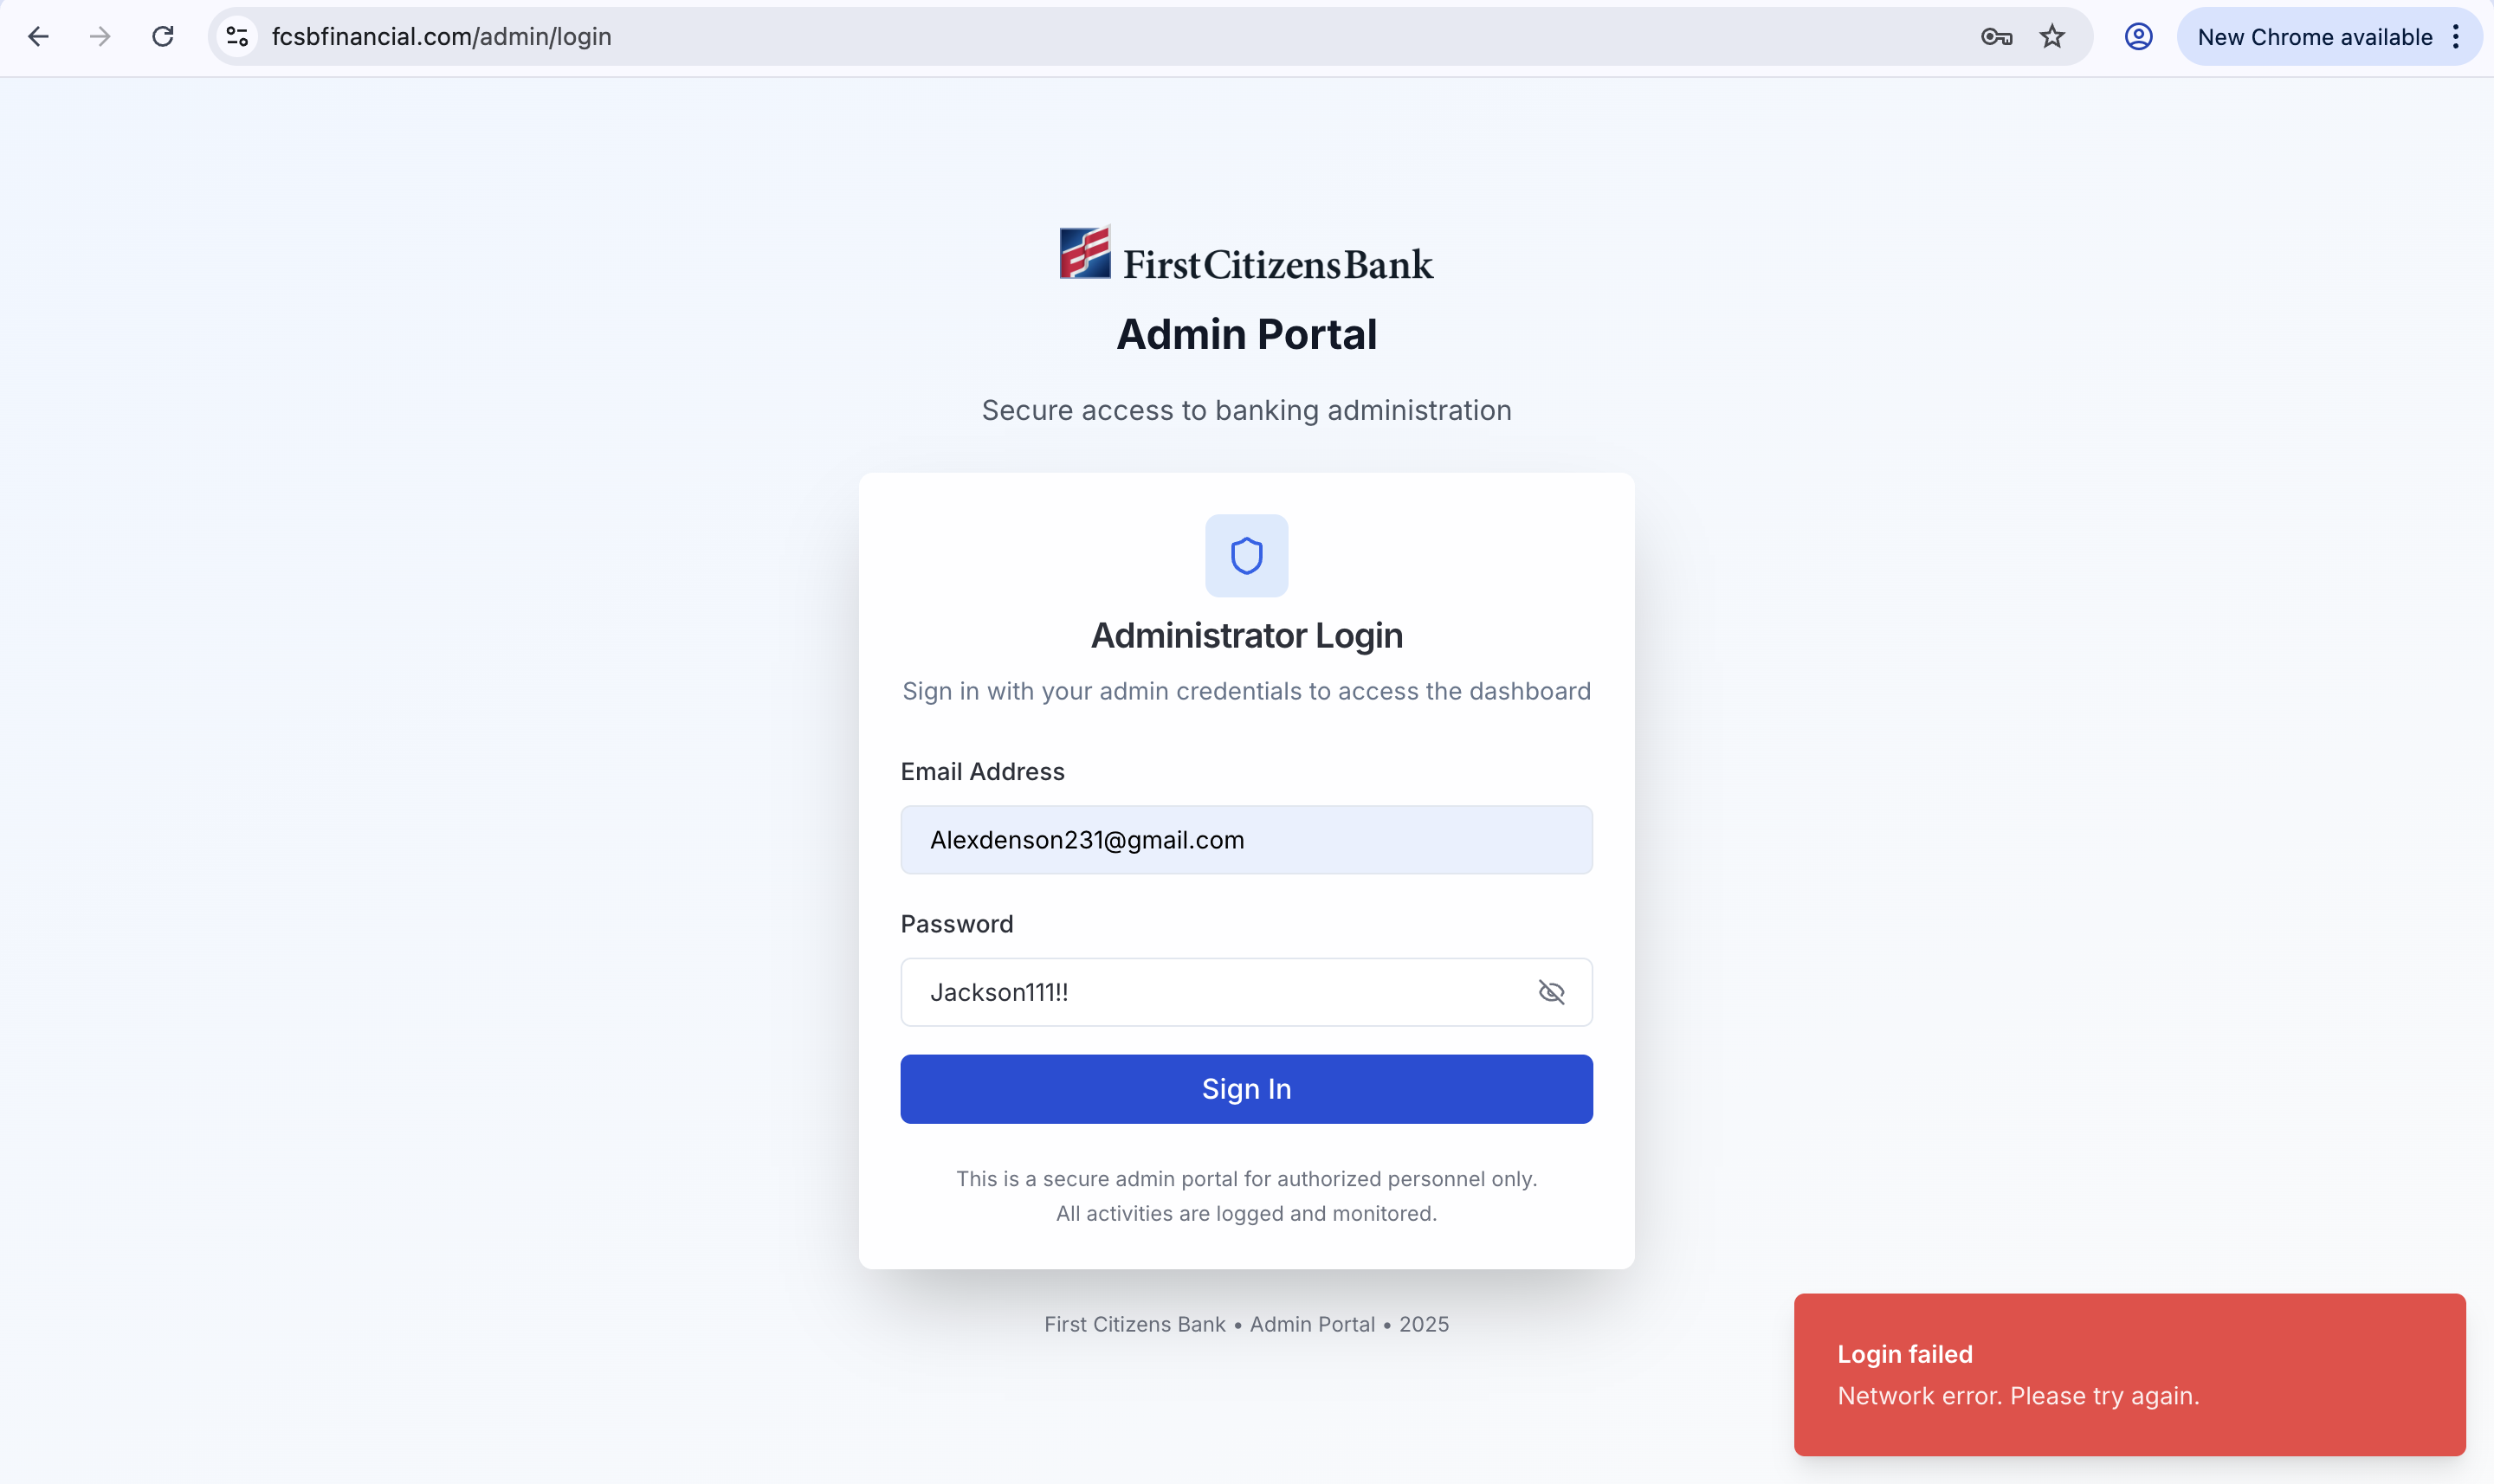 fcsbfinancial.com/admin/login
New Chrome available
First Citizens Bank
Admin Portal
Secure access to banking administration
Administrator Login
Sign in with your admin credentials to access the dashboard
Email Address
Alexdenson231@gmail.com
Password
Jackson111!!
Sign In
This is a secure admin portal for authorized personnel only.
All activities are logged and monitored.
First Citizens Bank • Admin Portal • 2025
Login failed
Network error. Please try again.